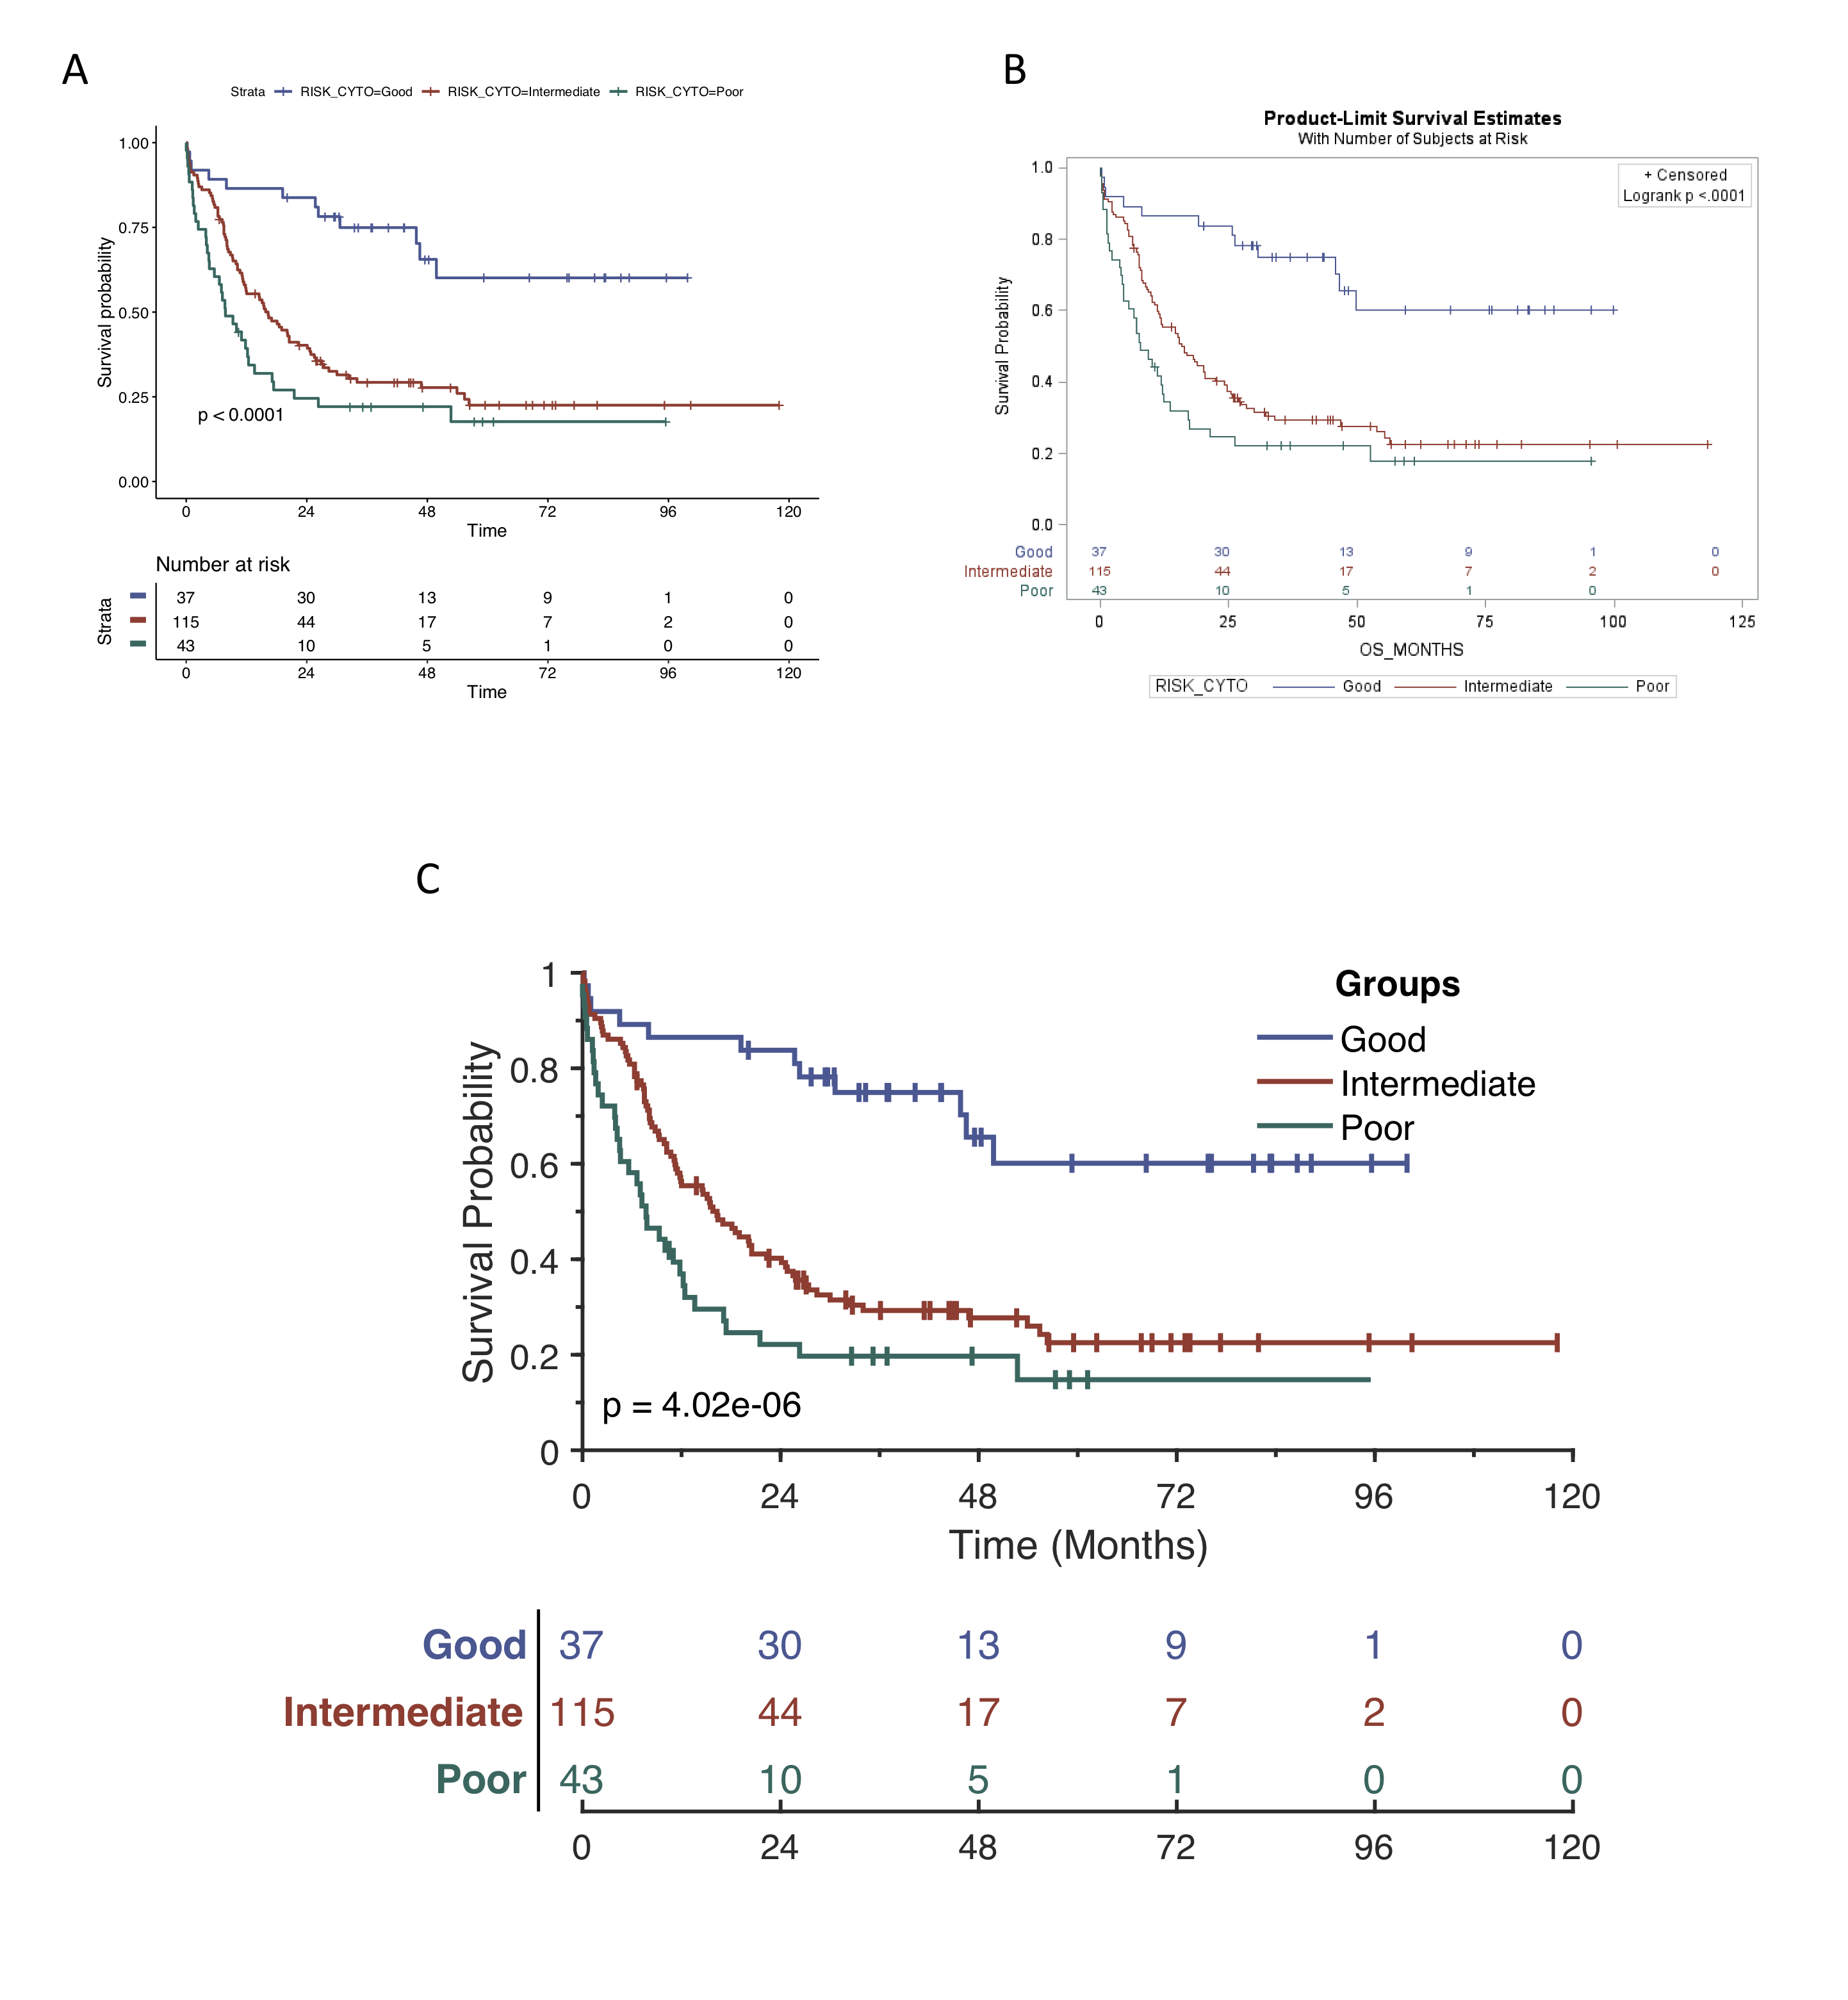 A
Strata RISK_CYTO=Good RISK_CYTO=Intermediate RISK_CYTO=Poor
1.00
0.75
0.50
0.25
0.00
Survival probability
p < 0.0001
0 24 48 72 96 120
Time
Number at risk
Strata
37 30 13 9 1 0
115 44 17 7 2 0
43 10 5 1 0 0
0 24 48 72 96 120
Time
B
Product-Limit Survival Estimates
With Number of Subjects at Risk
+ Censored
Logrank p <.0001
1.0
0.8
0.6
0.4
0.2
0.0
Survival Probability
Good 37 30 13 9 1 0
Intermediate 115 44 17 7 2 0
Poor 43 10 5 1 0
0 25 50 75 100 125
OS_MONTHS
RISK_CYTO Good Intermediate Poor
C
Groups
Good
Intermediate
Poor
1
0.8
0.6
0.4
0.2
0
Survival Probability
p = 4.02e-06
0 24 48 72 96 120
Time (Months)
Good 37 30 13 9 1 0
Intermediate 115 44 17 7 2 0
Poor 43 10 5 1 0 0
0 24 48 72 96 120